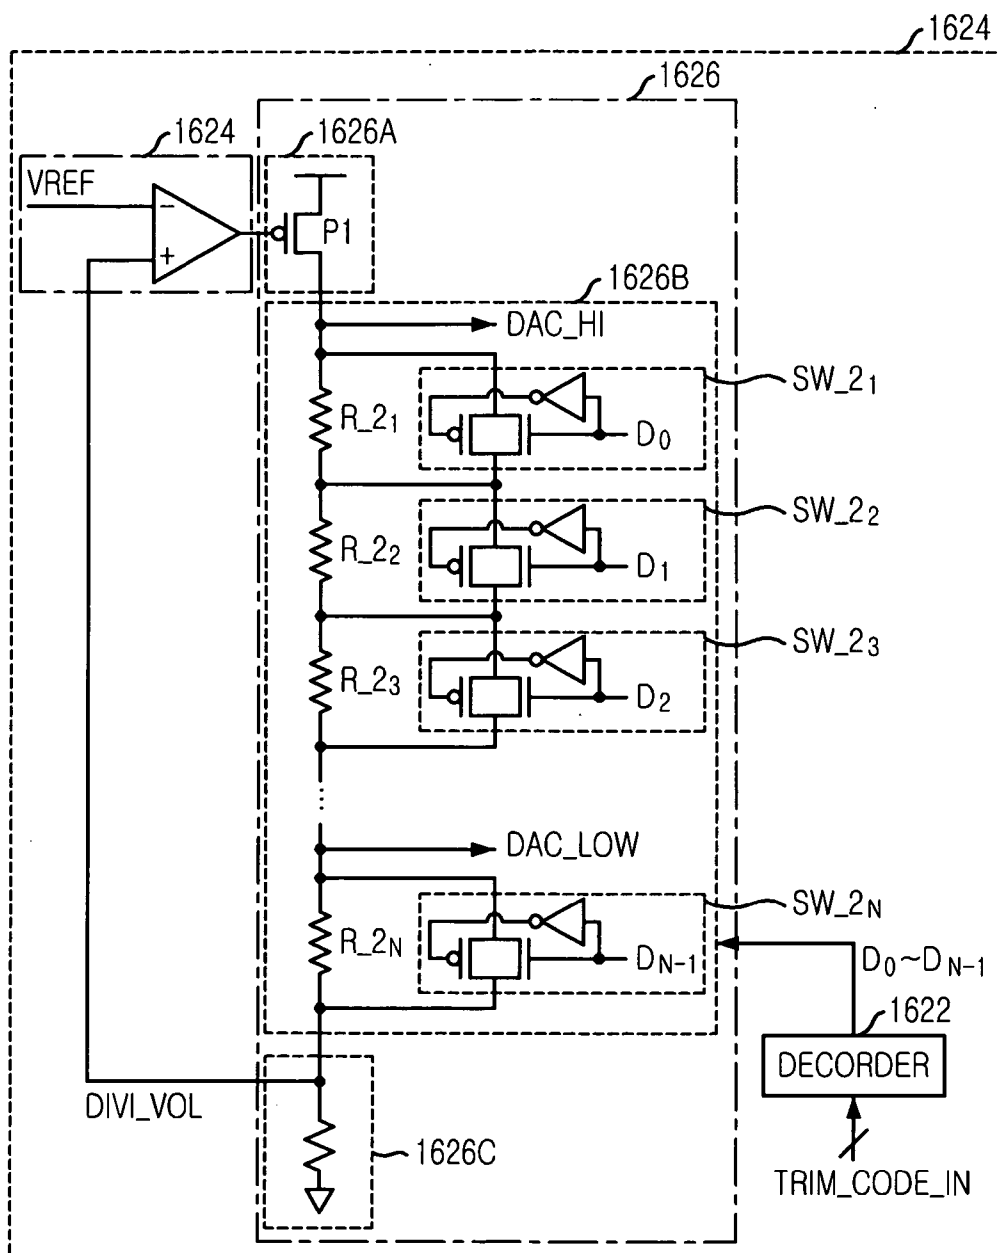 1624
1626
1624
1626A
VREF
−
P1
+
1626B
DAC_HI
SW_2₁
R_2₁
D₀
SW_2₂
R_2₂
D₁
SW_2₃
R_2₃
D₂
DAC_LOW
SW_2N
R_2N
DN-1
D₀~DN-1
1622
DECORDER
DIVI_VOL
1626C
TRIM_CODE_IN